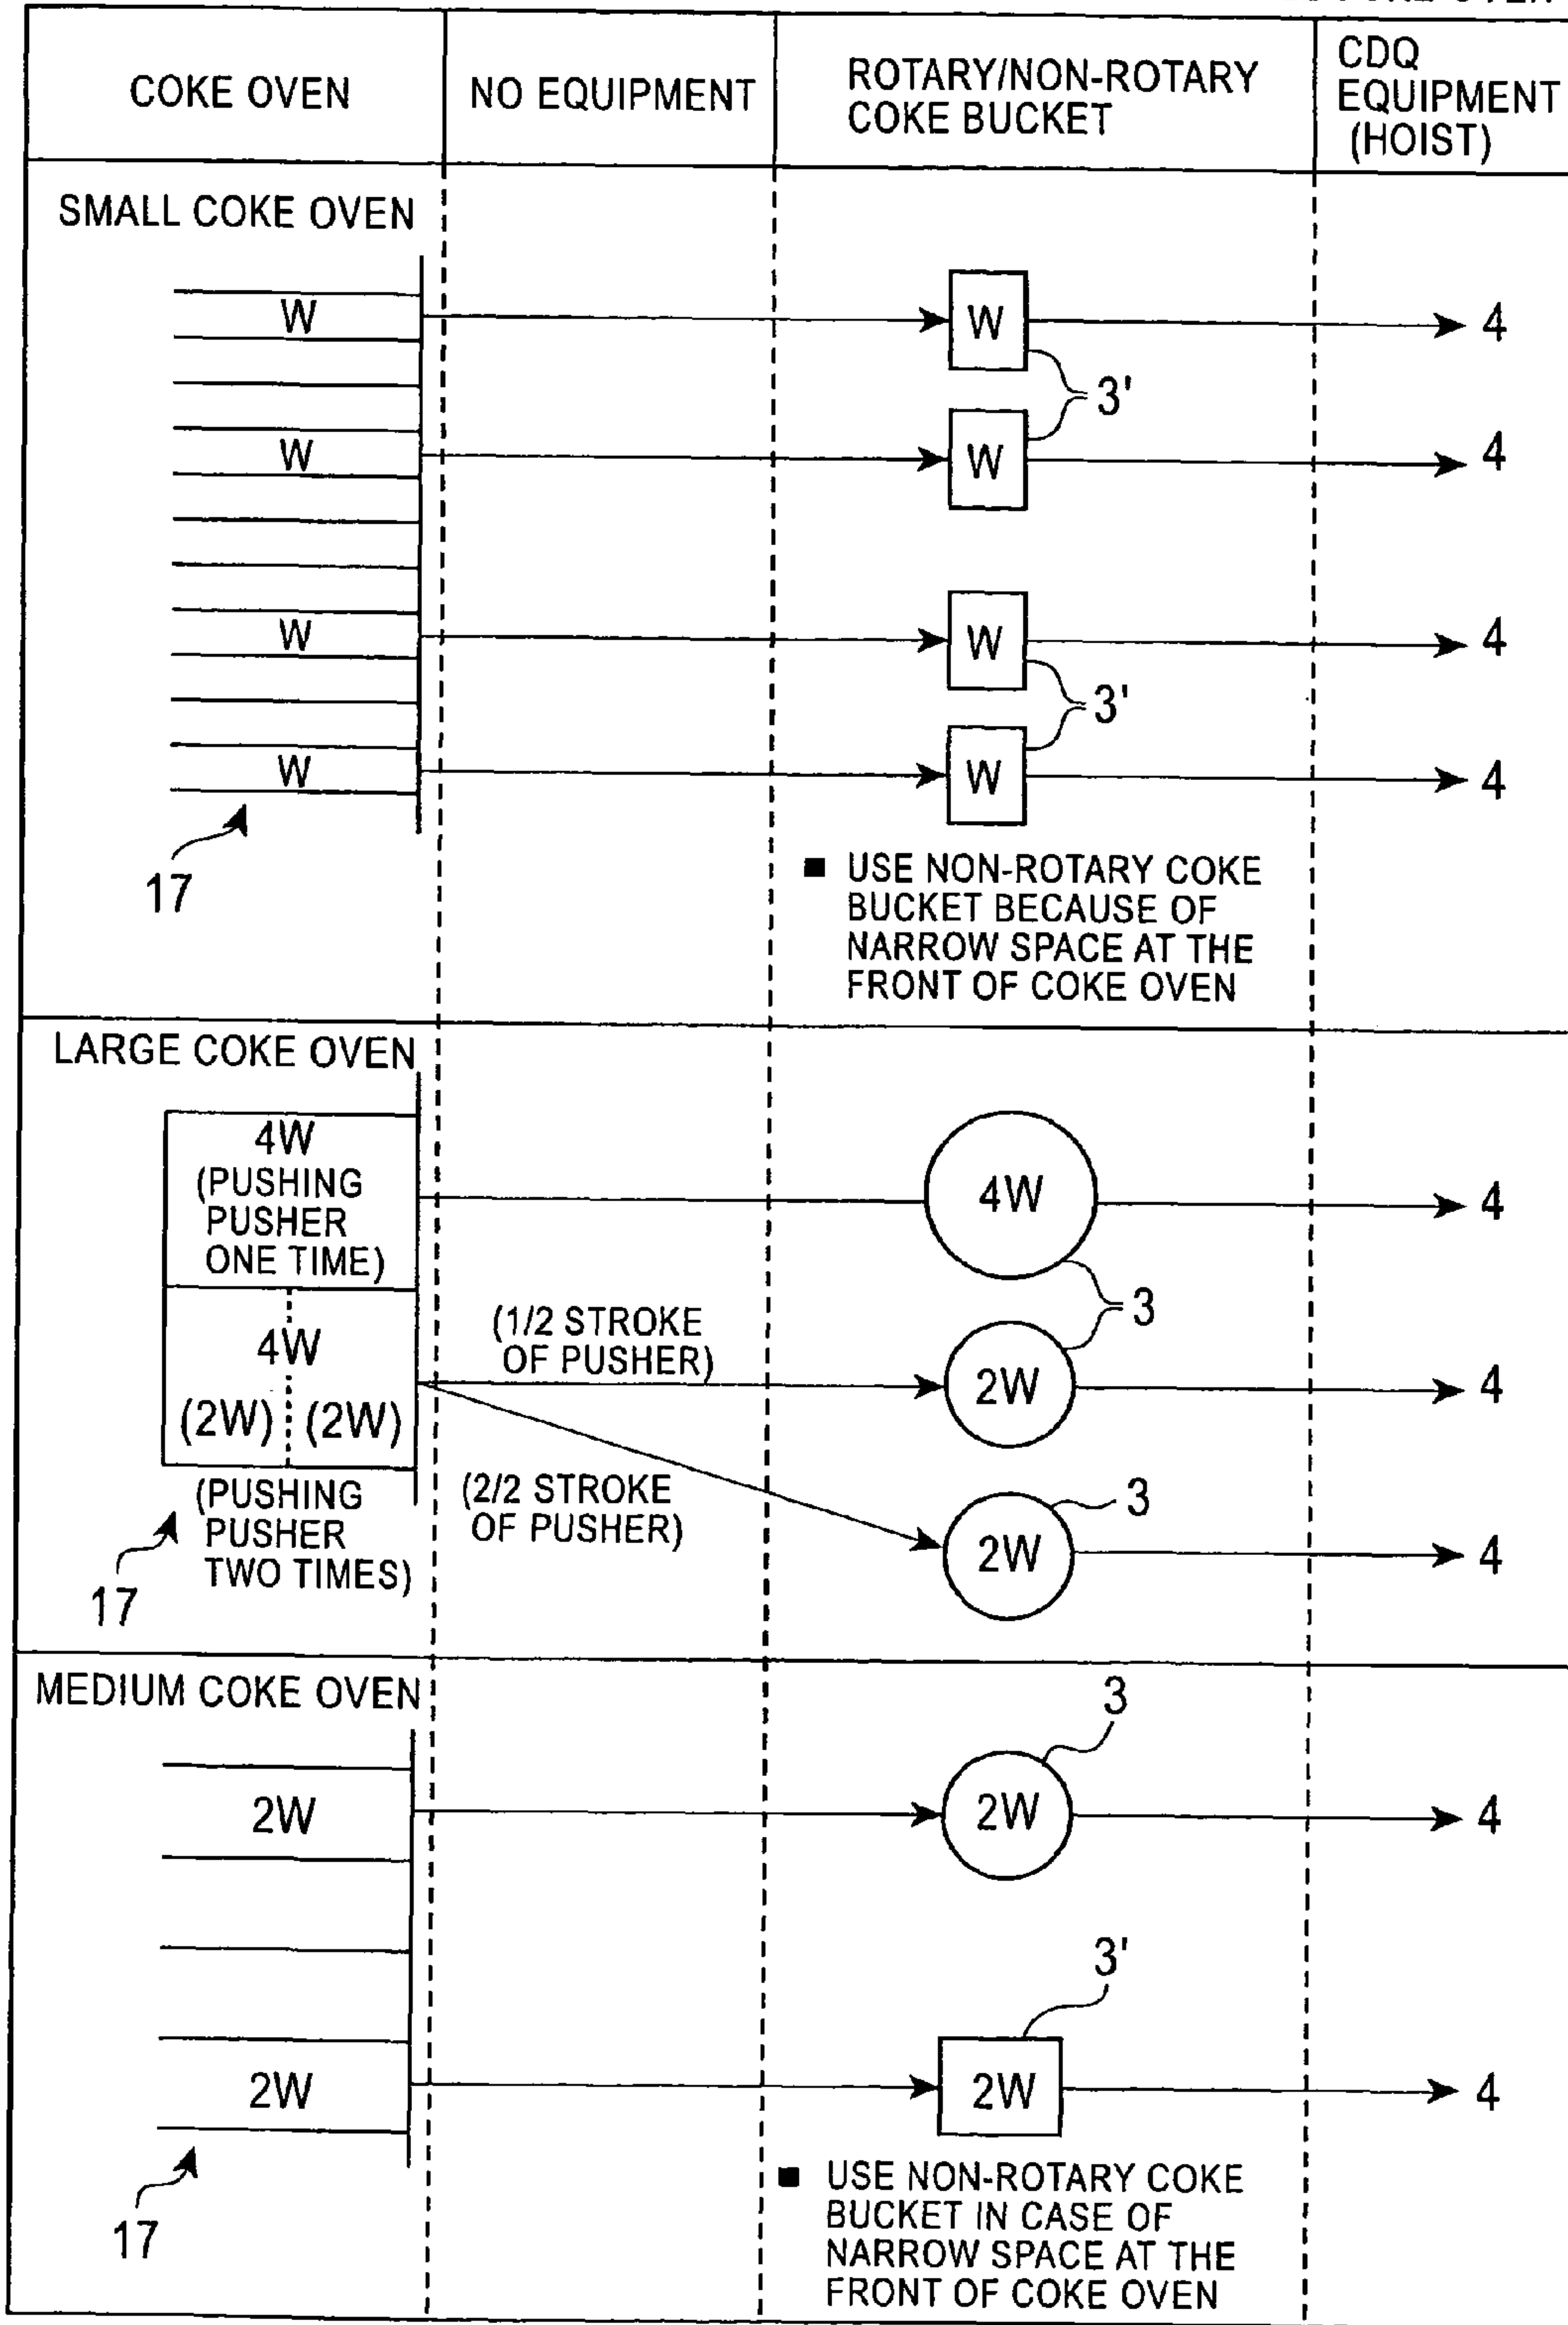 COKE OVEN
NO EQUIPMENT
ROTARY/NON-ROTARY
COKE BUCKET
CDQ
EQUIPMENT
(HOIST)
SMALL COKE OVEN
W
W
4
3'
W
W
4
W
W
4
3'
W
W
4
17
■ USE NON-ROTARY COKE
BUCKET BECAUSE OF
NARROW SPACE AT THE
FRONT OF COKE OVEN
LARGE COKE OVEN
4W
(PUSHING
PUSHER
ONE TIME)
4W
4
3
4W
(2W) (2W)
(1/2 STROKE
OF PUSHER)
2W
4
(PUSHING
PUSHER
TWO TIMES)
17
(2/2 STROKE
OF PUSHER)
3
2W
4
MEDIUM COKE OVEN
3
2W
2W
4
3'
2W
2W
4
17
■ USE NON-ROTARY COKE
BUCKET IN CASE OF
NARROW SPACE AT THE
FRONT OF COKE OVEN